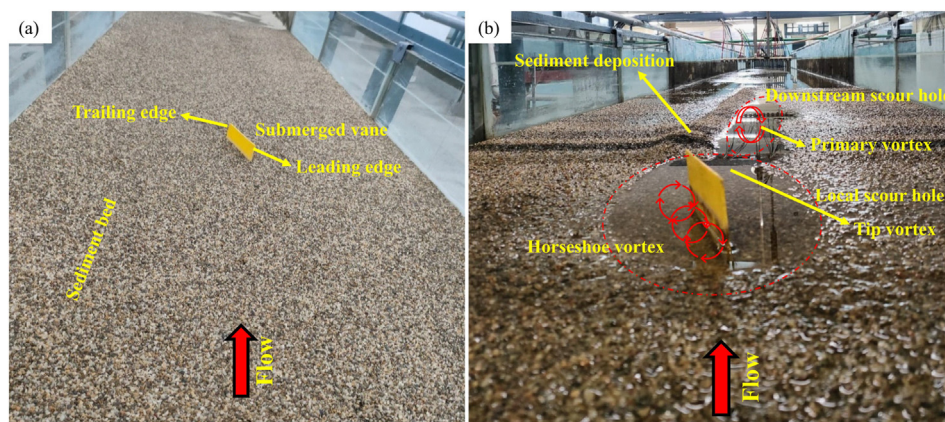 (a)
Trailing edge
Submerged vane
Leading edge
Sediment bed
Flow
(b)
Sediment deposition
Downstream scour hole
Primary vortex
Local scour hole
Tip vortex
Horseshoe vortex
Flow